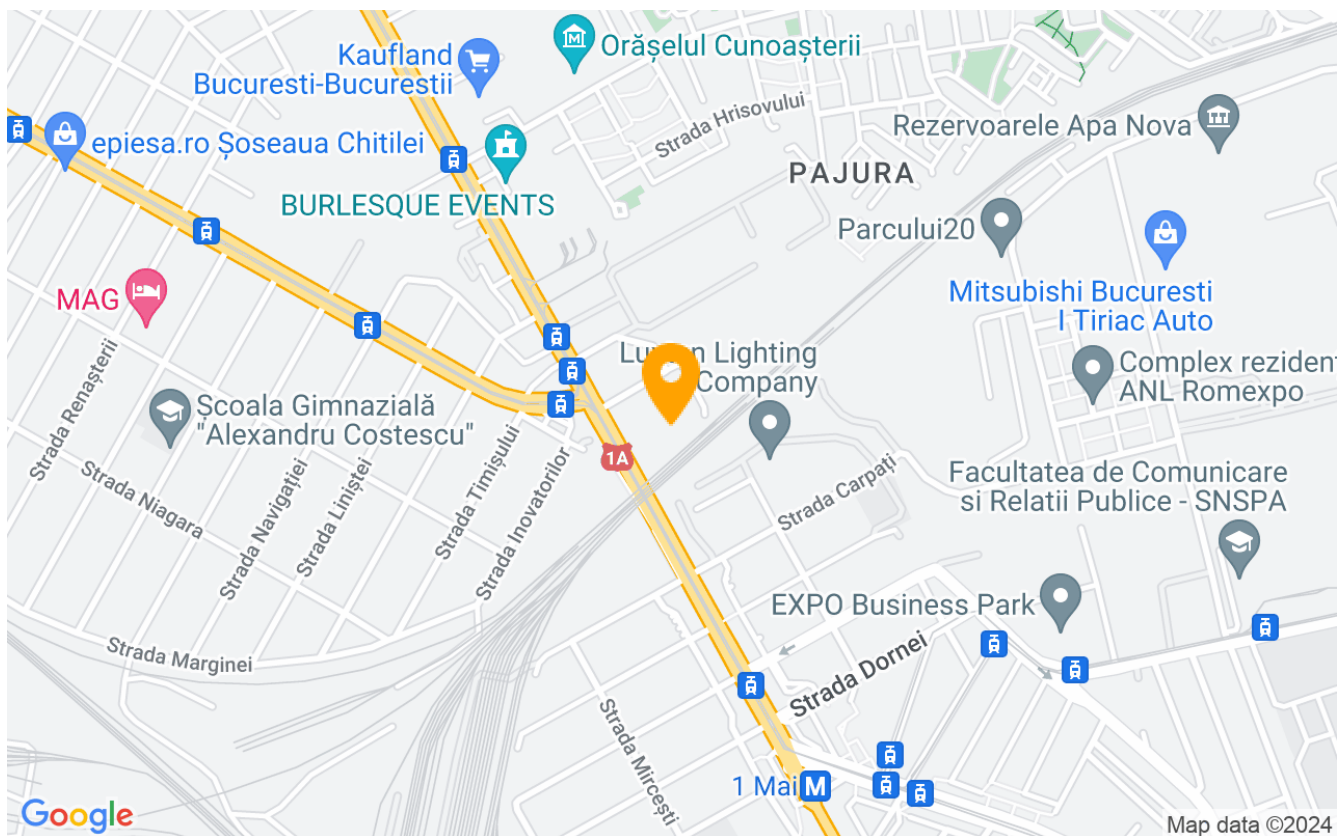 Orășelul Cunoașterii
Kaufland
Bucuresti-Bucurestii
Strada Hrisovului
Rezervoarele Apa Nova
epiesa.ro Șoseaua Chitilei
PAJURA
BURLESQUE EVENTS
Parcului20
MAG
Mitsubishi Bucuresti
I Tiriac Auto
Lighting
Company
Complex rezident
ANL Romexpo
Strada Renașterii
Școala Gimnazială
"Alexandru Costescu"
1A
Strada Niagara
Strada Navigației
Strada Liniștei
Strada Timișului
Strada Inovatorilor
Strada Carpați
Facultatea de Comunicare
si Relatii Publice - SNSPA
EXPO Business Park
Strada Marginei
Strada Dornei
Strada Mircești
1 Mai M
Google
Map data ©2024